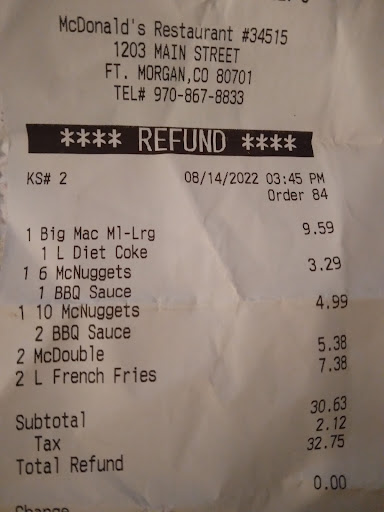 McDonald's Restaurant #34515
1203 MAIN STREET
FT. MORGAN,CO 80701
TEL# 970-867-8833
**** REFUND ****
KS# 2 08/14/2022 03:45 PM
Order 84
1 Big Mac Ml-Lrg 9.59
1 L Diet Coke
1 6 McNuggets 3.29
1 BBQ Sauce
1 10 McNuggets 4.99
2 BBQ Sauce
2 McDouble 5.38
2 L French Fries 7.38
Subtotal 30.63
Tax 2.12
Total Refund 32.75
Change 0.00